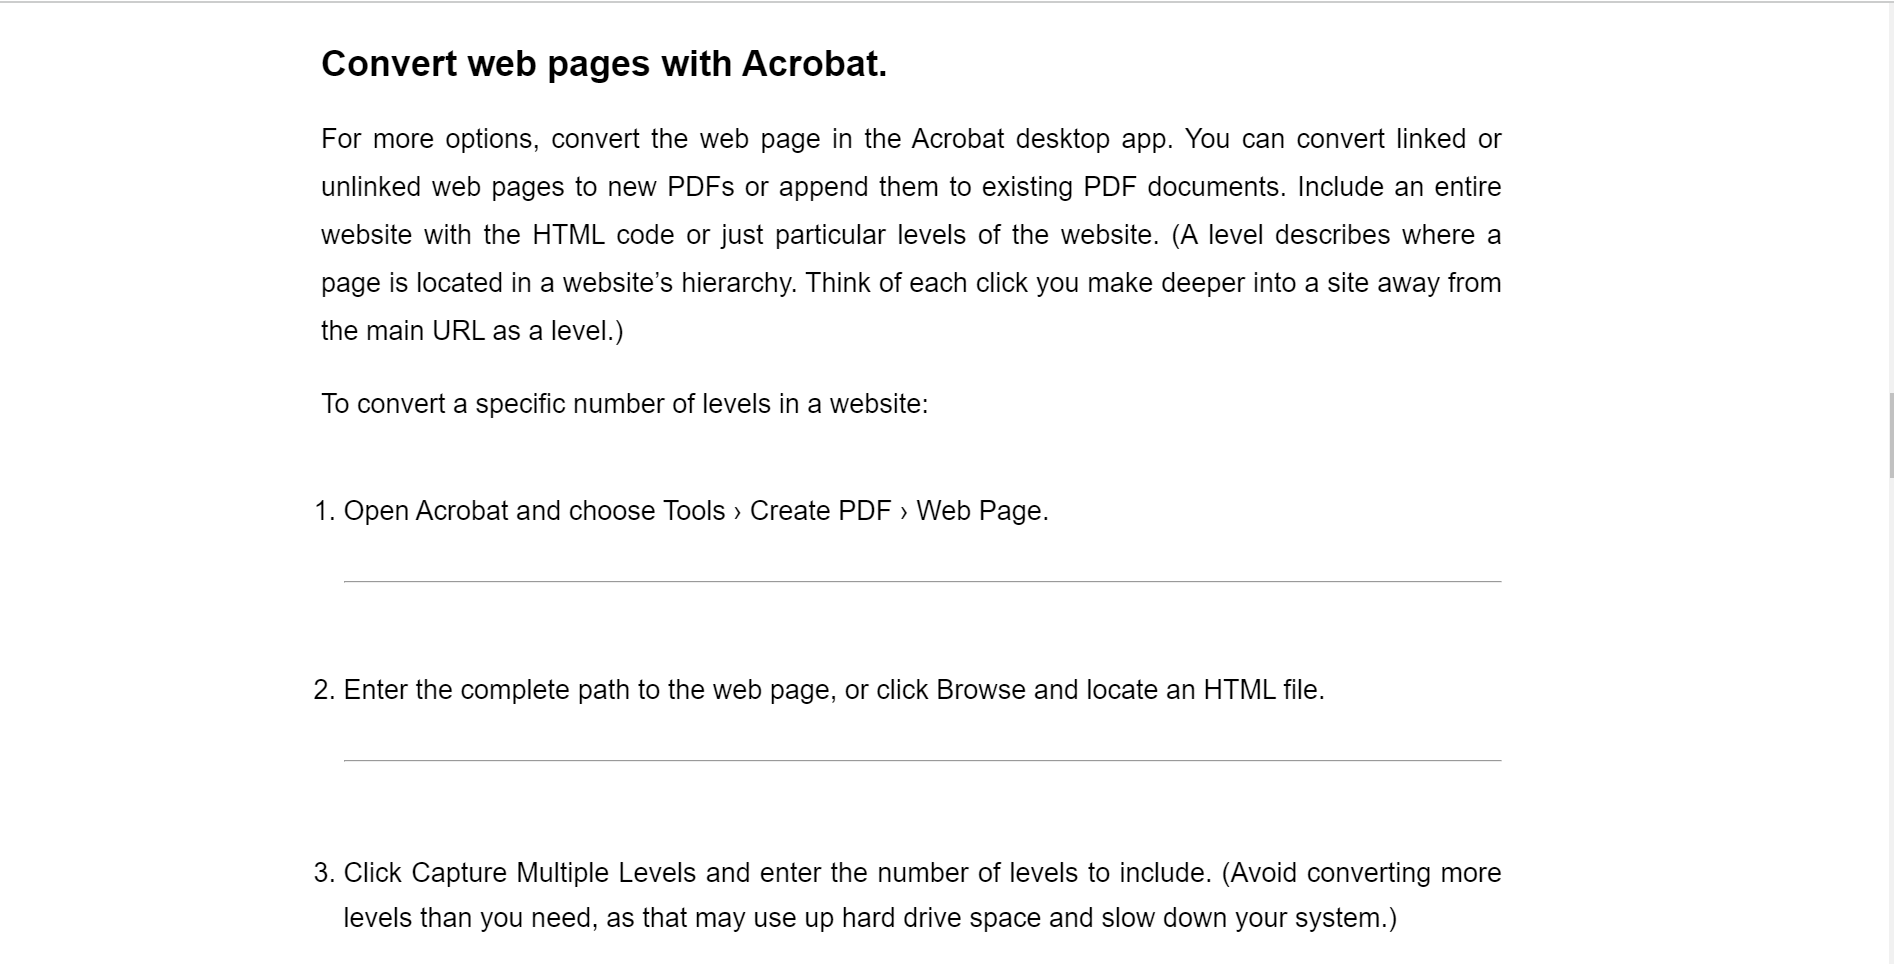 Convert web pages with Acrobat.
For more options, convert the web page in the Acrobat desktop app. You can convert linked or
unlinked web pages to new PDFs or append them to existing PDF documents. Include an entire
website with the HTML code or just particular levels of the website. (A level describes where a
page is located in a website’s hierarchy. Think of each click you make deeper into a site away from
the main URL as a level.)
To convert a specific number of levels in a website:
1. Open Acrobat and choose Tools › Create PDF › Web Page.
2. Enter the complete path to the web page, or click Browse and locate an HTML file.
3. Click Capture Multiple Levels and enter the number of levels to include. (Avoid converting more
levels than you need, as that may use up hard drive space and slow down your system.)